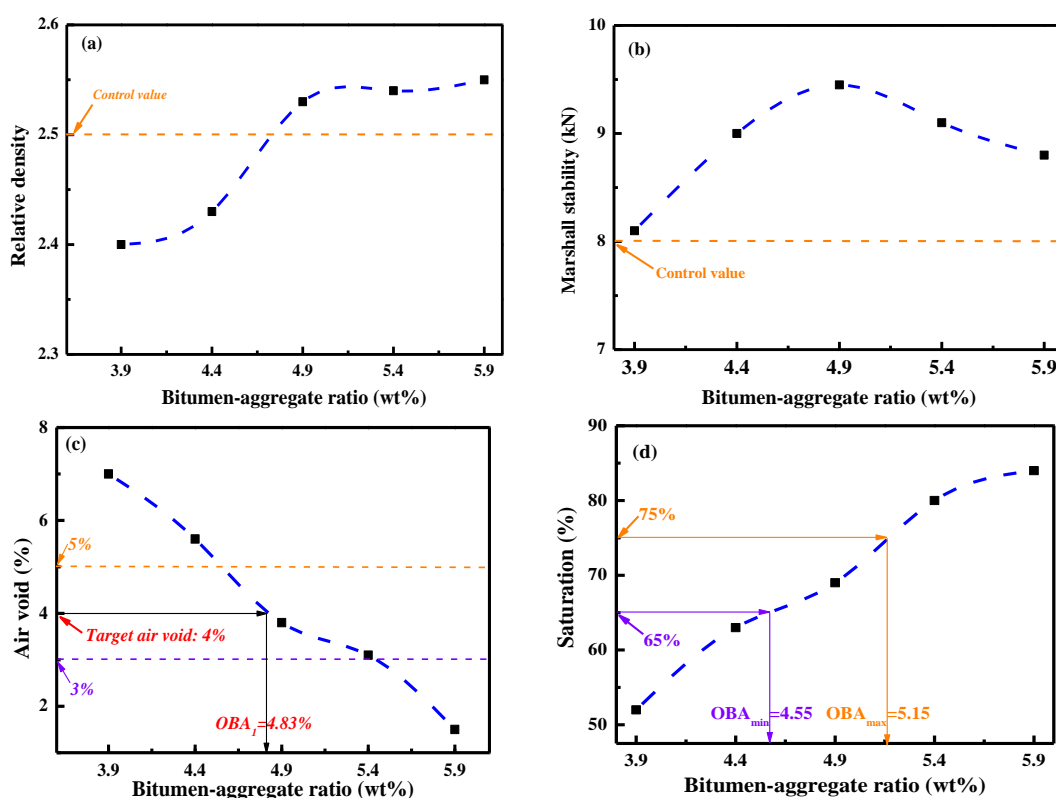 (a)
Control value
2.6
2.5
2.4
2.3
Relative density
3.9 4.4 4.9 5.4 5.9
Bitumen-aggregate ratio (wt%)
(b)
10
9
8
7
Marshall stability (kN)
Control value
3.9 4.4 4.9 5.4 5.9
Bitumen-aggregate ratio (wt%)
(c)
8
6
4
2
Air void (%)
5%
Target air void: 4%
3%
OBA1=4.83%
3.9 4.4 4.9 5.4 5.9
Bitumen-aggregate ratio (wt%)
(d)
90
80
70
60
50
Saturation (%)
75%
65%
OBAmin=4.55 OBAmax=5.15
3.9 4.4 4.9 5.4 5.9
Bitumen-aggregate ratio (wt%)